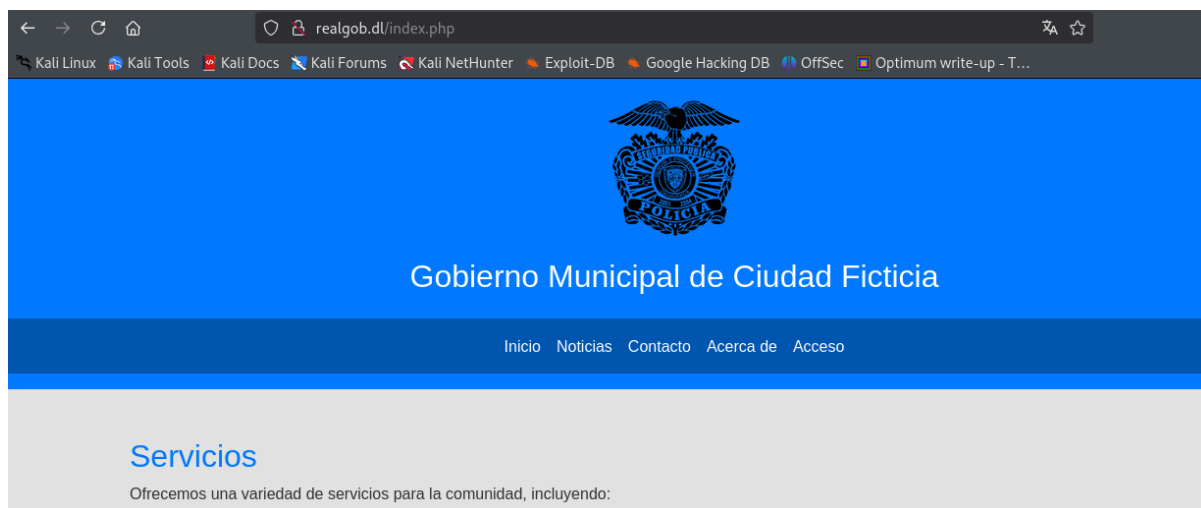 realgob.dl/index.php
Kali Linux Kali Tools Kali Docs Kali Forums Kali NetHunter Exploit-DB Google Hacking DB OffSec Optimum write-up - T...
SEGURIDAD PUBLICA
POLICIA
Gobierno Municipal de Ciudad Ficticia
Inicio Noticias Contacto Acerca de Acceso
Servicios
Ofrecemos una variedad de servicios para la comunidad, incluyendo: